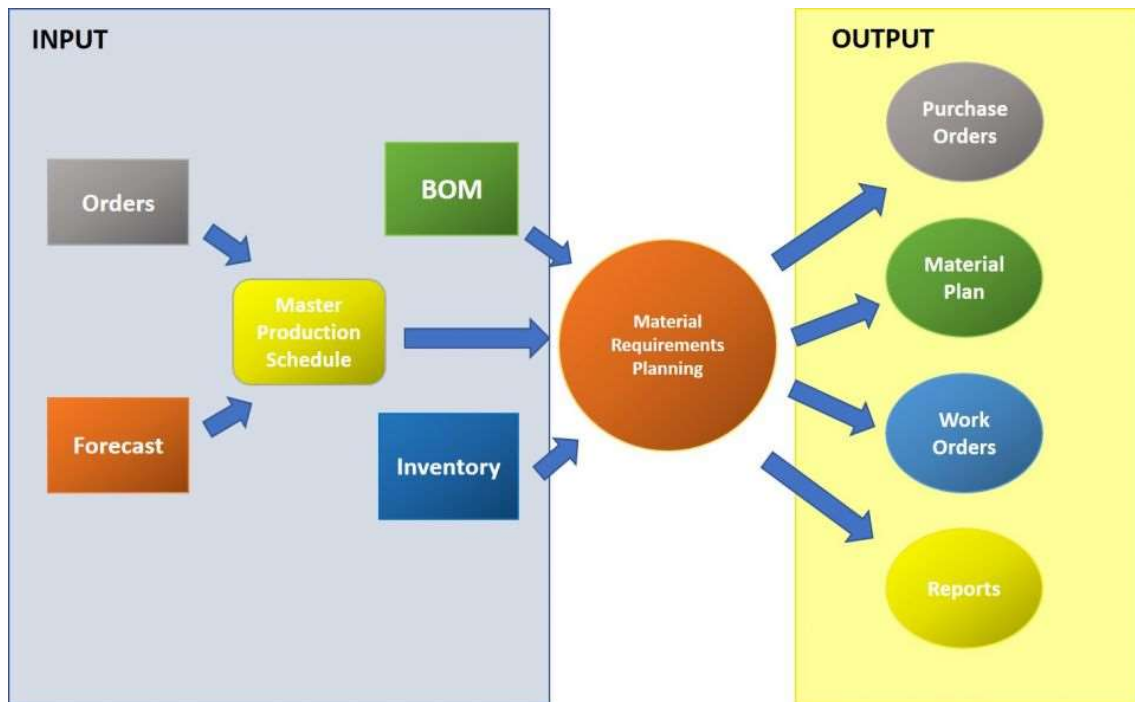 INPUT
Orders
Forecast
Master
Production
Schedule
BOM
Inventory
Material
Requirements
Planning
OUTPUT
Purchase
Orders
Material
Plan
Work
Orders
Reports